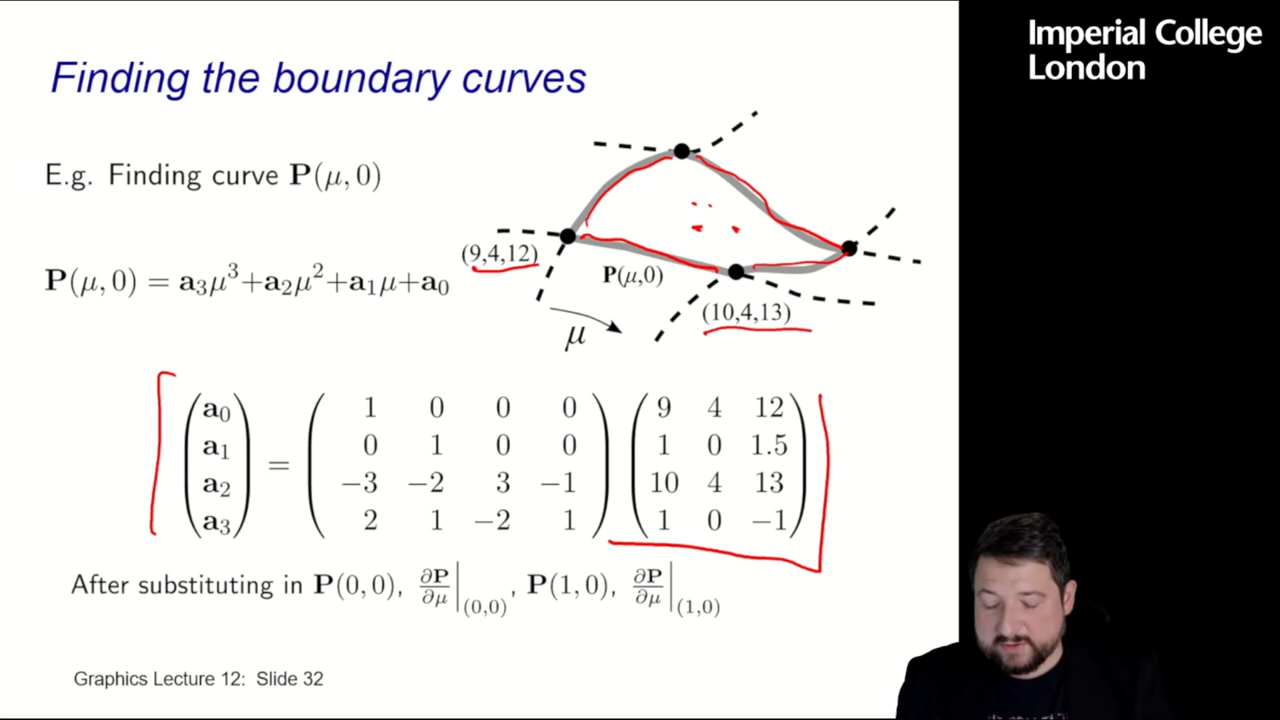 Imperial College
London
Finding the boundary curves
E.g. Finding curve P(μ, 0)
(9,4,12)
P(μ,0)
P(μ, 0) = a₃μ³+a₂μ²+a₁μ+a₀
(10,4,13)
μ
a₀ 1 0 0 0 9 4 12
a₁ 0 1 0 0 1 0 1.5
= 
a₂ −3 −2 3 −1 10 4 13
a₃ 2 1 −2 1 1 0 −1
After substituting in P(0, 0), ∂P/∂μ|(0,0), P(1, 0), ∂P/∂μ|(1,0)
Graphics Lecture 12: Slide 32